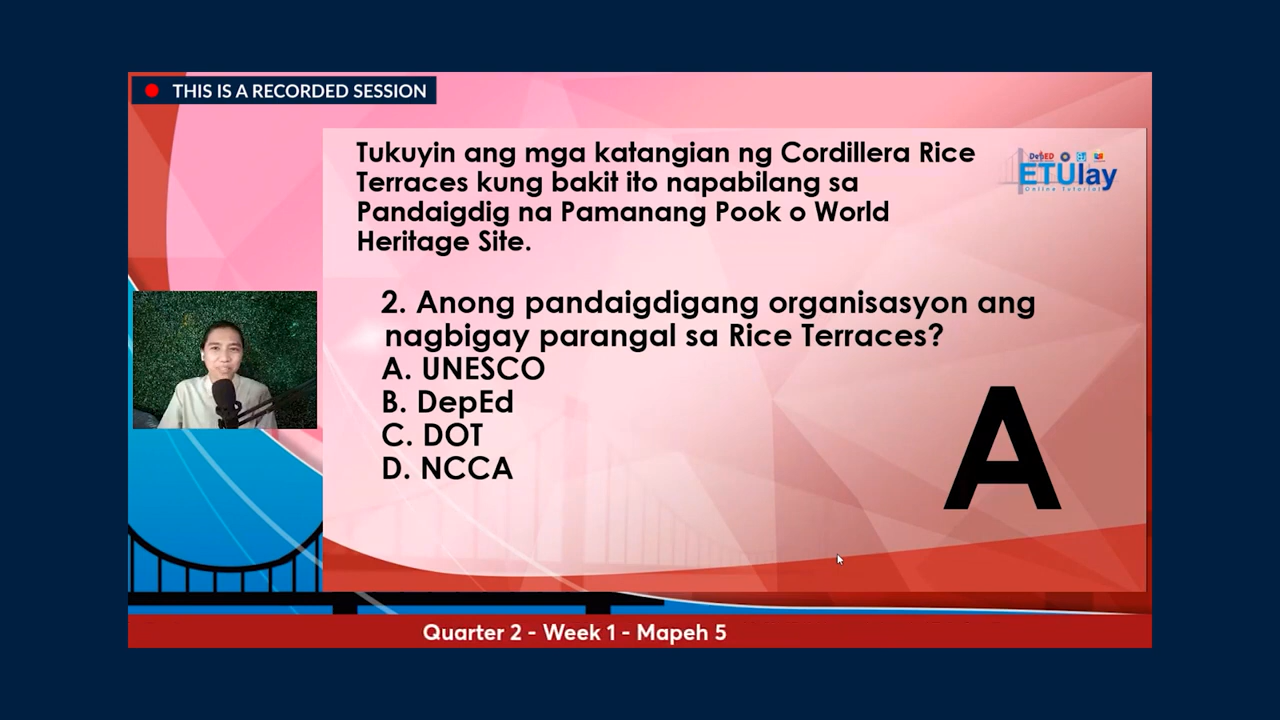 THIS IS A RECORDED SESSION
Tukuyin ang mga katangian ng Cordillera Rice
Terraces kung bakit ito napabilang sa
Pandaigdig na Pamanang Pook o World
Heritage Site.
DepED
ETUlay
Online Tutorial
2. Anong pandaigdigang organisasyon ang
nagbigay parangal sa Rice Terraces?
A. UNESCO
B. DepEd
C. DOT
D. NCCA
A
Quarter 2 - Week 1 - Mapeh 5